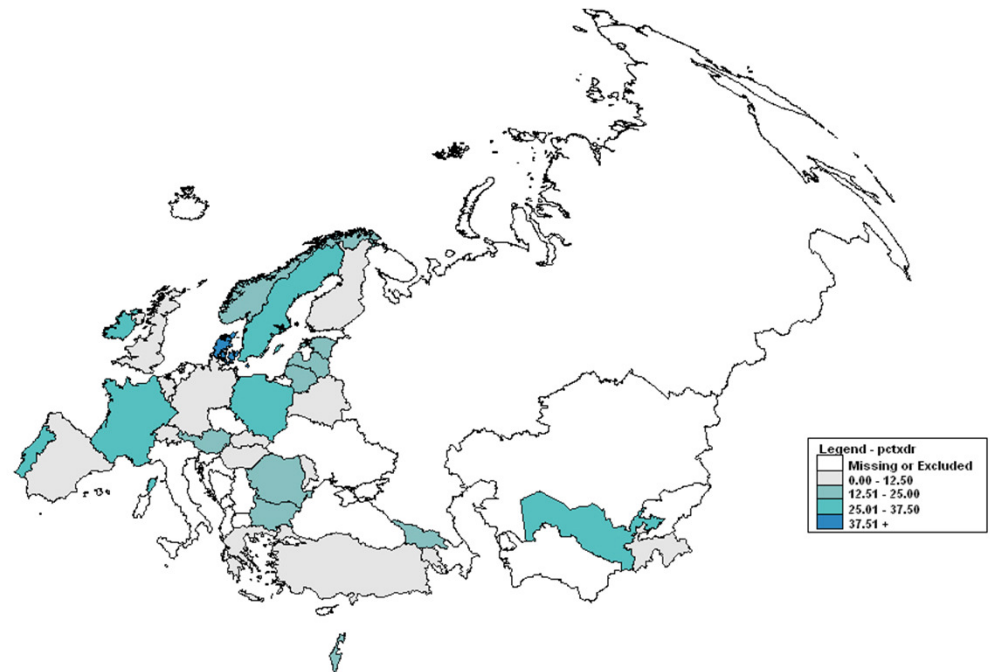 Legend - pctxdr
Missing or Excluded
0.00 - 12.50
12.51 - 25.00
25.01 - 37.50
37.51 +